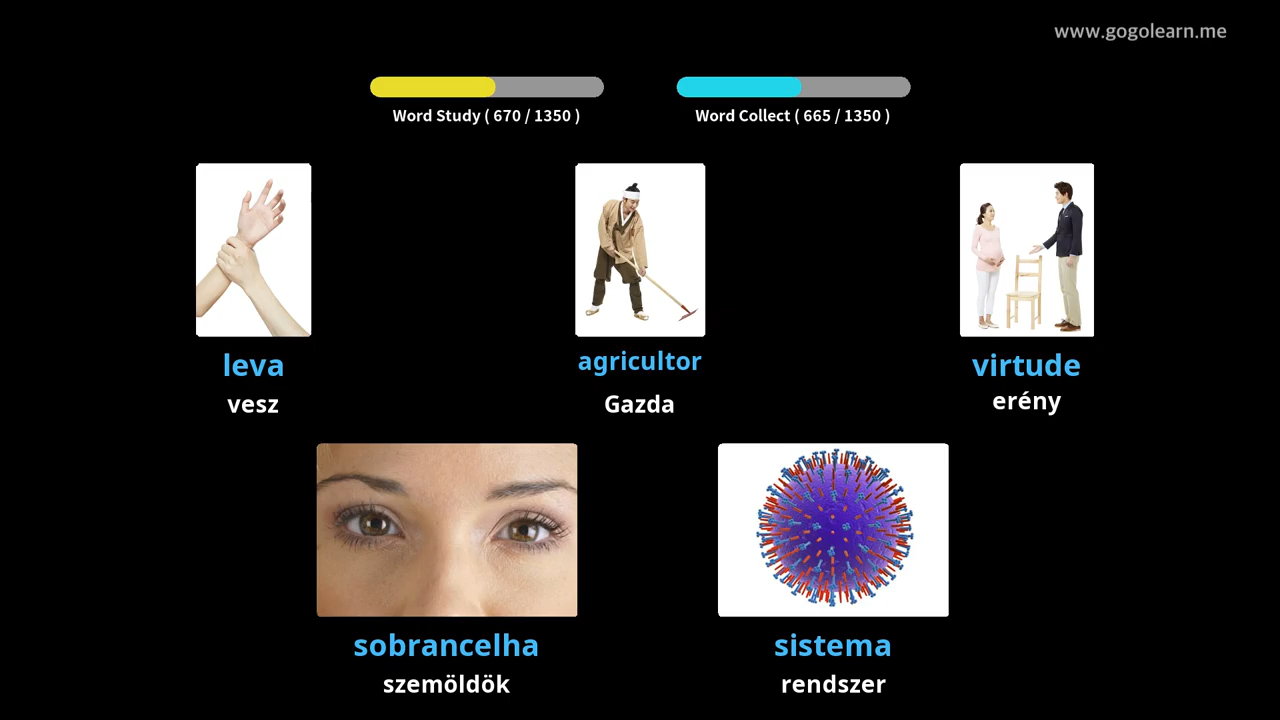 www.gogolearn.me
Word Study ( 670 / 1350 )
Word Collect ( 665 / 1350 )
leva
vesz
agricultor
Gazda
virtude
erény
sobrancelha
szemöldök
sistema
rendszer